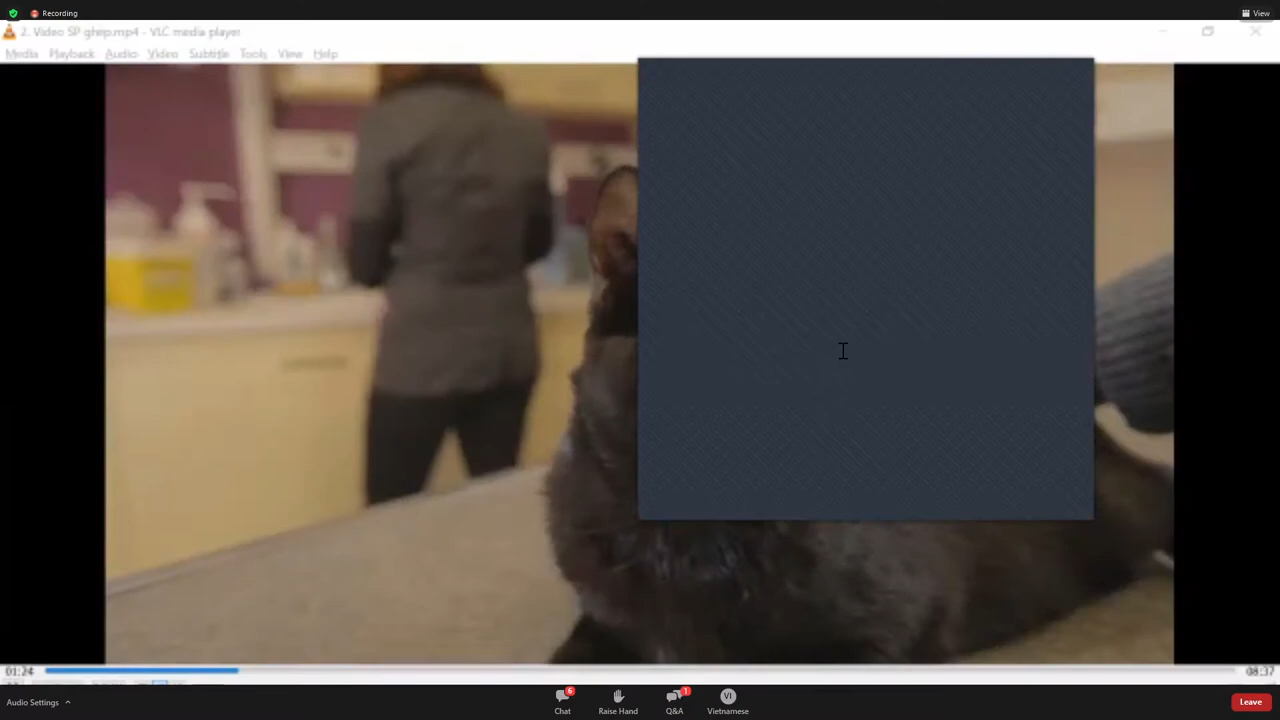 Recording
View
2. Video SP ghép.mp4 - VLC media player
Media Playback Audio Video Subtitle Tools View Help
01:24
08:37
Audio Settings
6
Chat
Raise Hand
1
Q&A
VI
Vietnamese
Leave